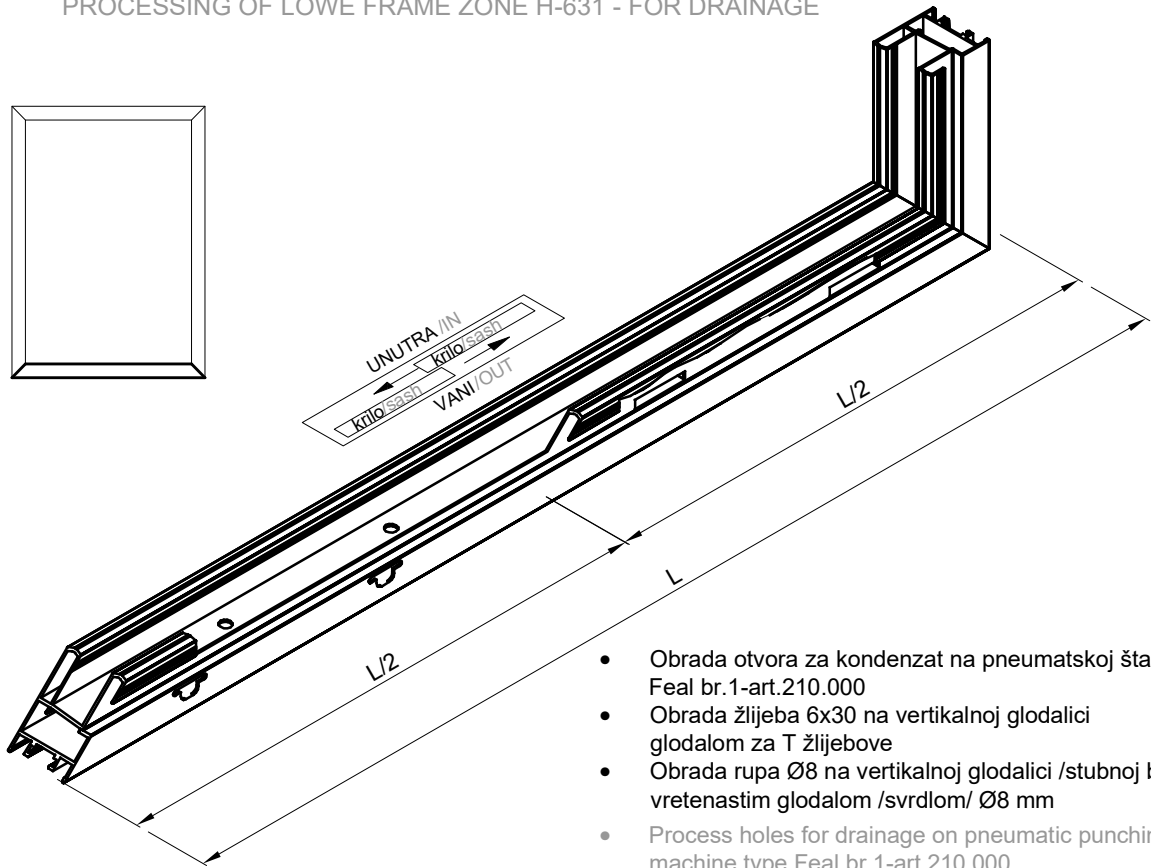 PROCESSING OF LOWE FRAME ZONE H-631 - FOR DRAINAGE
UNUTRA /IN
krilo/sash
krilo/sash
VANI/OUT
L/2
L
L/2
• Obrada otvora za kondenzat na pneumatskoj šta
Feal br.1-art.210.000
• Obrada žlijeba 6x30 na vertikalnoj glodalici
glodalom za T žlijebove
• Obrada rupa Ø8 na vertikalnoj glodalici /stubnoj b
vretenastim glodalom /svrdlom/ Ø8 mm
• Process holes for drainage on pneumatic punchin
machine type Feal br.1-art.210.000